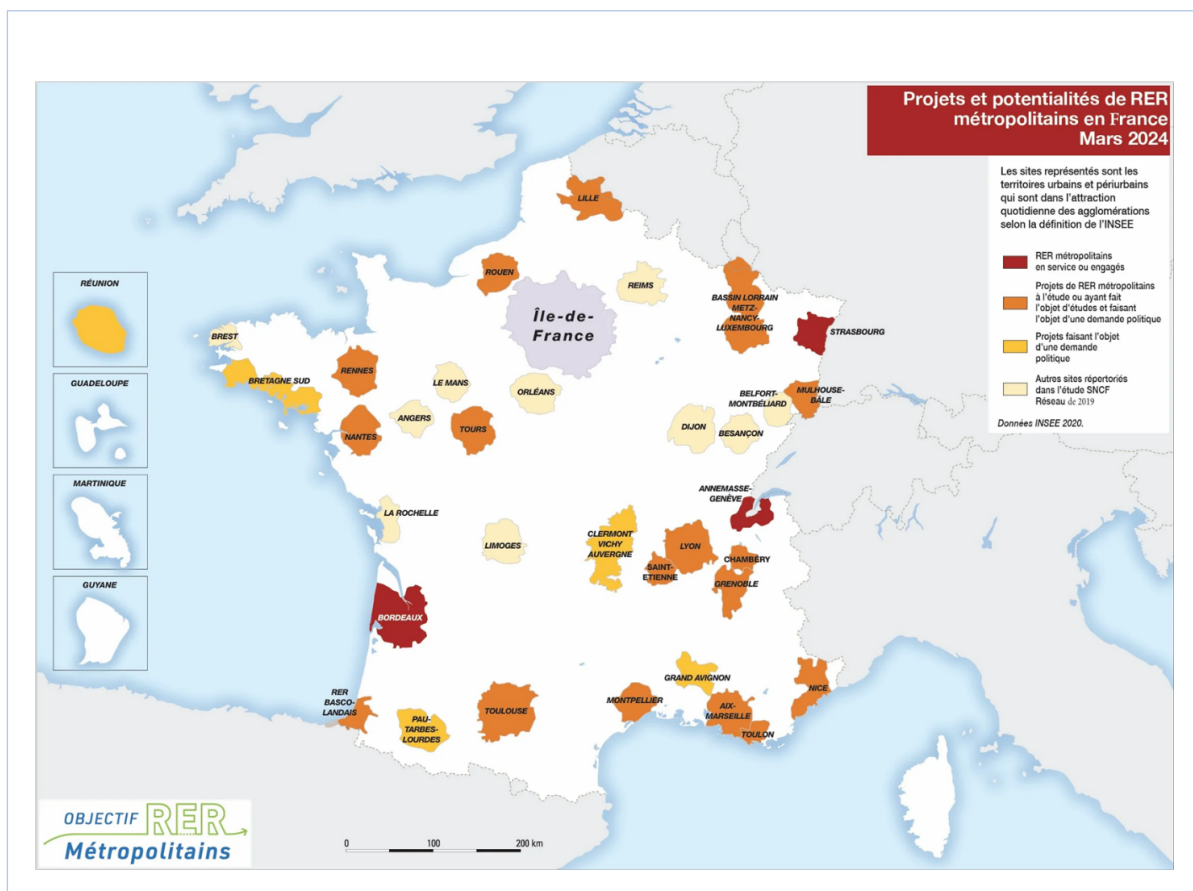 Projets et potentialités de RER
métropolitains en France
Mars 2024
Les sites représentés sont les
territoires urbains et périurbains
qui sont dans l'attraction
quotidienne des agglomérations
selon la définition de l'INSEE
RER métropolitains
en service ou engagés
Projets de RER métropolitains
à l'étude ou ayant fait
l'objet d'études et faisant
l'objet d'une demande politique
Projets faisant l'objet
d'une demande
politique
Autres sites répertoriés
dans l'étude SNCF
Réseau de 2019
Données INSEE 2020.
RÉUNION
GUADELOUPE
MARTINIQUE
GUYANE
LILLE
ROUEN
REIMS
Île-de-
France
BASSIN LORRAIN
METZ-
NANCY-
LUXEMBOURG
STRASBOURG
BREST
BRETAGNE SUD
RENNES
LE MANS
ORLÉANS
ANGERS
NANTES
TOURS
BELFORT-
MONTBÉLIARD
MULHOUSE-
BÂLE
DIJON
BESANÇON
ANNEMASSE-
GENÈVE
LA ROCHELLE
LIMOGES
CLERMONT
VICHY
AUVERGNE
LYON
SAINT-
ETIENNE
CHAMBÉRY
GRENOBLE
BORDEAUX
GRAND AVIGNON
NICE
RER
BASCO-
LANDAIS
PAU-
TARBES-
LOURDES
TOULOUSE
MONTPELLIER
AIX-
MARSEILLE
TOULON
OBJECTIF RER
Métropolitains
0 100 200 km